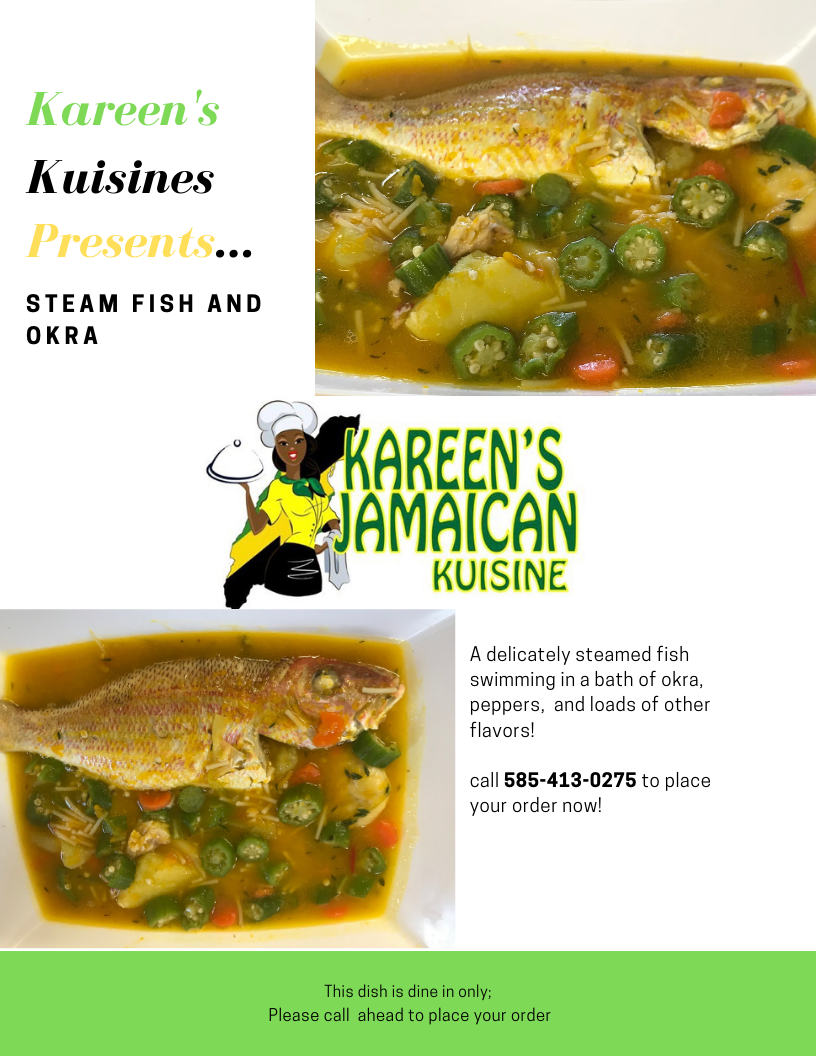 Kareen's
Kuisines
Presents...
STEAM FISH AND
OKRA
KAREEN'S
JAMAICAN
KUISINE
A delicately steamed fish
swimming in a bath of okra,
peppers,  and loads of other
flavors!
call 585-413-0275 to place
your order now!
This dish is dine in only;
Please call  ahead to place your order